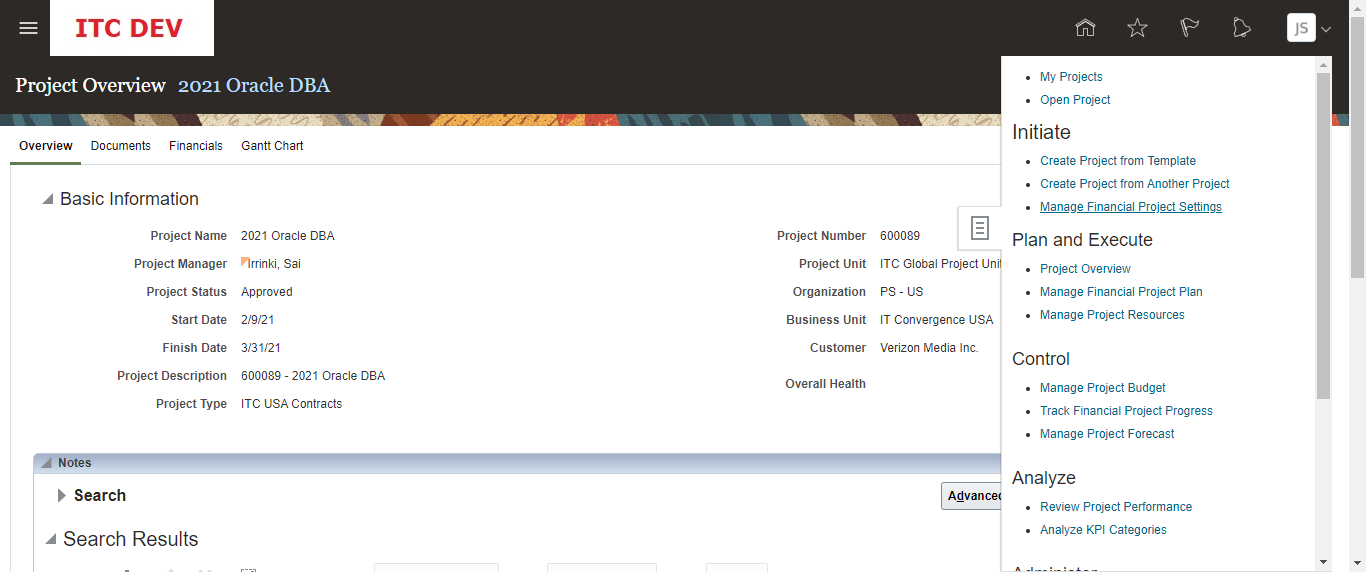 ITC DEV
JS
Project Overview 2021 Oracle DBA
Overview Documents Financials Gantt Chart
Basic Information
Project Name 2021 Oracle DBA
Project Manager Irrinki, Sai
Project Status Approved
Start Date 2/9/21
Finish Date 3/31/21
Project Description 600089 - 2021 Oracle DBA
Project Type ITC USA Contracts
Project Number 600089
Project Unit ITC Global Project Unit
Organization PS - US
Business Unit IT Convergence USA
Customer Verizon Media Inc.
Overall Health
Notes
Search
Advanced
Search Results
My Projects
Open Project
Initiate
Create Project from Template
Create Project from Another Project
Manage Financial Project Settings
Plan and Execute
Project Overview
Manage Financial Project Plan
Manage Project Resources
Control
Manage Project Budget
Track Financial Project Progress
Manage Project Forecast
Analyze
Review Project Performance
Analyze KPI Categories